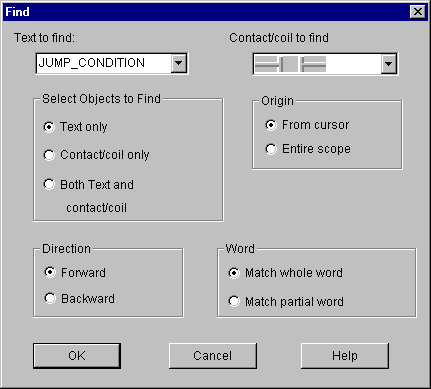 Find
Text to find:
Contact/coil to find
JUMP_CONDITION
Select Objects to Find
Text only
Contact/coil only
Both Text and
contact/coil
Origin
From cursor
Entire scope
Direction
Forward
Backward
Word
Match whole word
Match partial word
OK
Cancel
Help